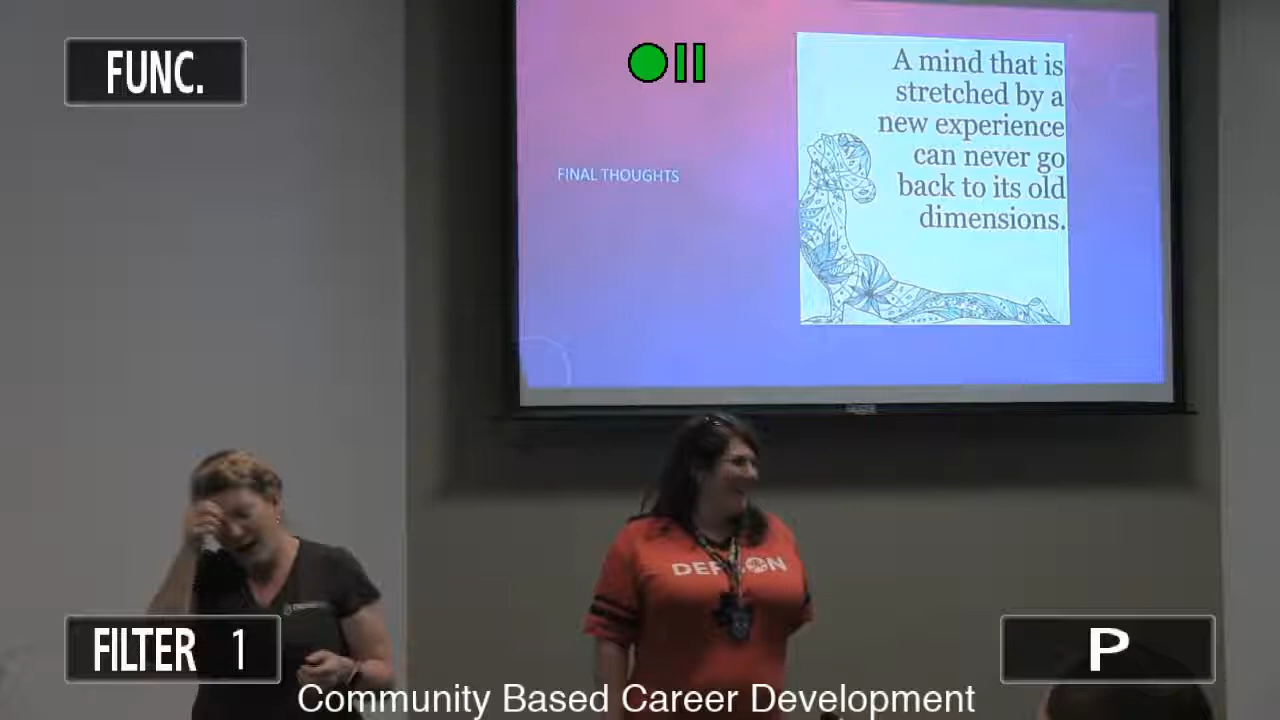 FUNC.
A mind that is
stretched by a
new experience
can never go
back to its old
dimensions.
FINAL THOUGHTS
FILTER 1
P
Community Based Career Development